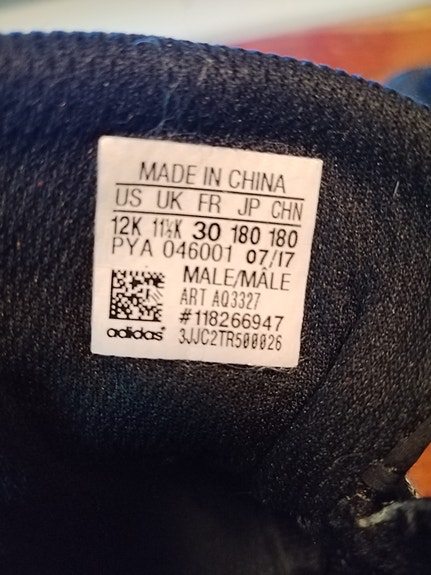 MADE IN CHINA
US UK FR JP CHN
12K 11½K 30 180 180
PYA 046001 07/17
MALE/MÂLE
ART AQ3327
#118266947
adidas 3JJC2TR500026